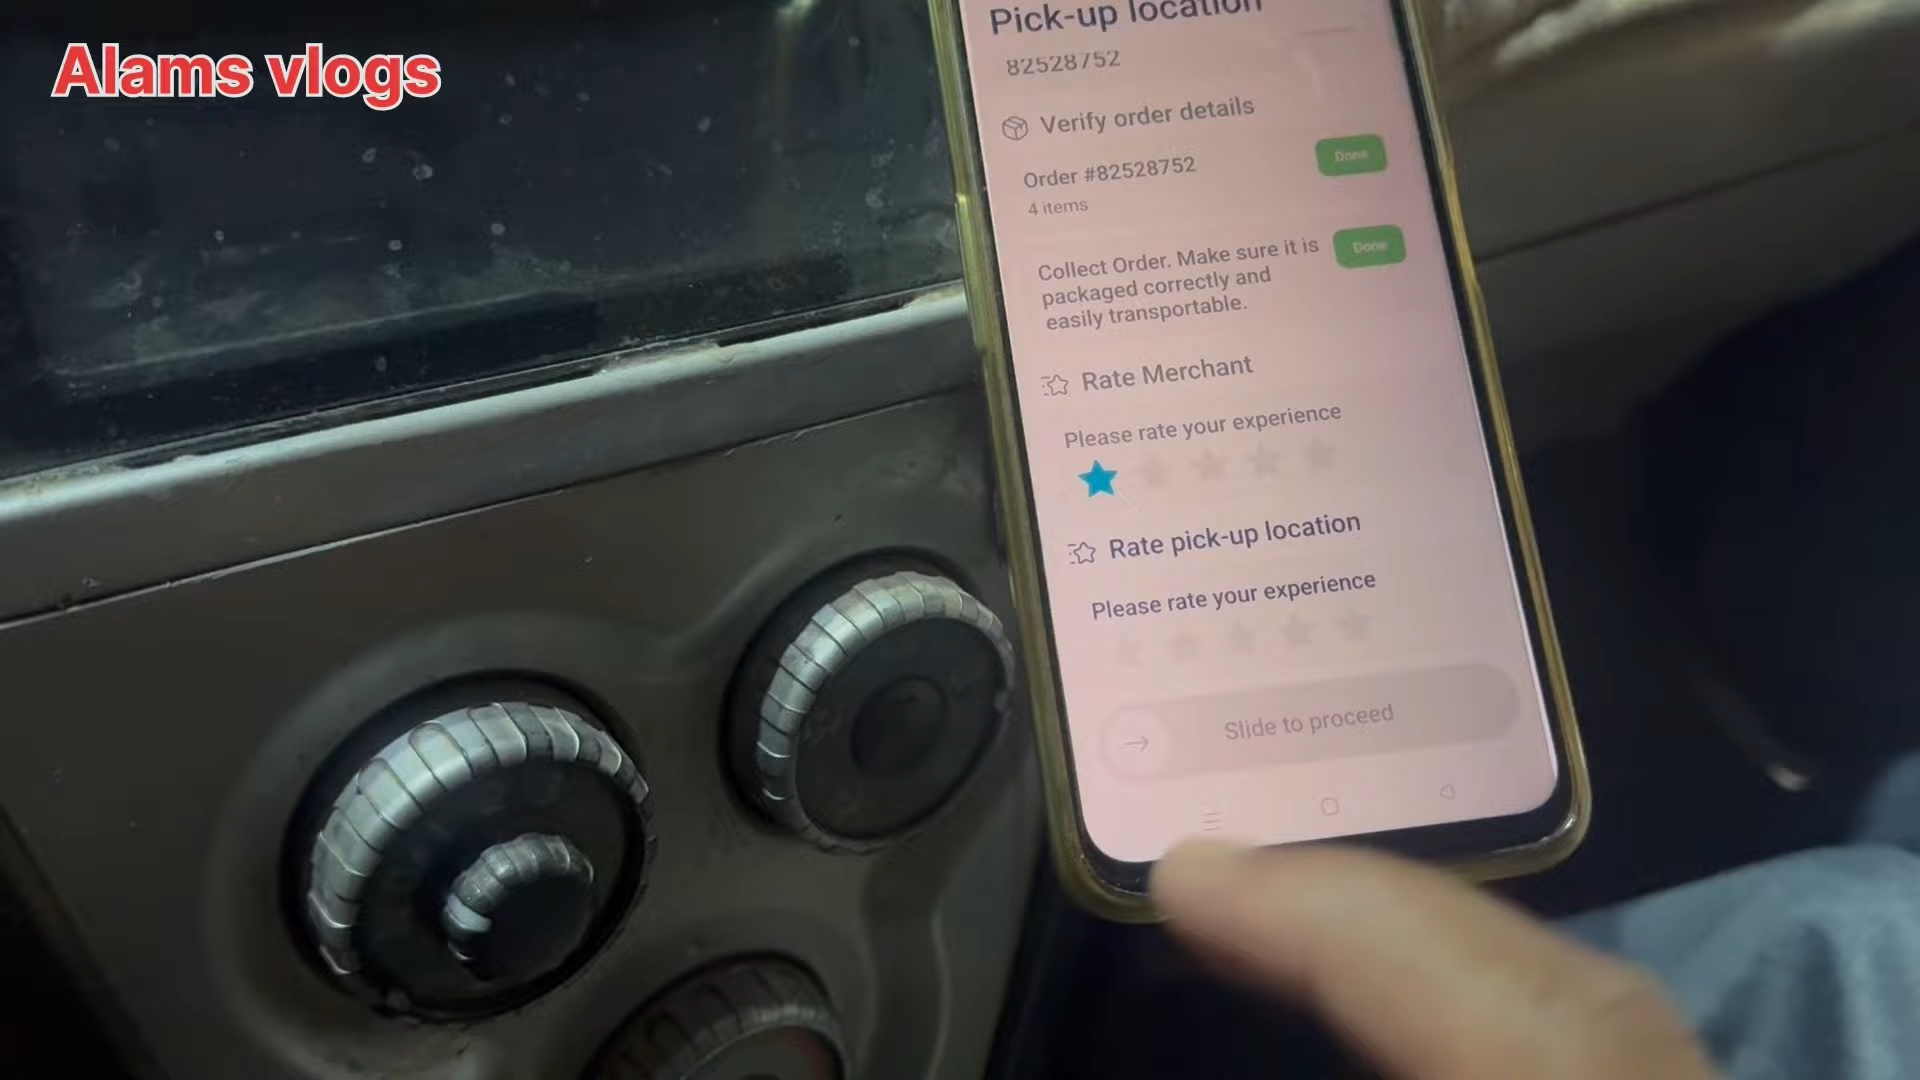 Alams vlogs
Pick-up location
82528752
Verify order details
Order #82528752
Done
4 items
Collect Order. Make sure it is
packaged correctly and
easily transportable.
Done
Rate Merchant
Please rate your experience
Rate pick-up location
Please rate your experience
Slide to proceed